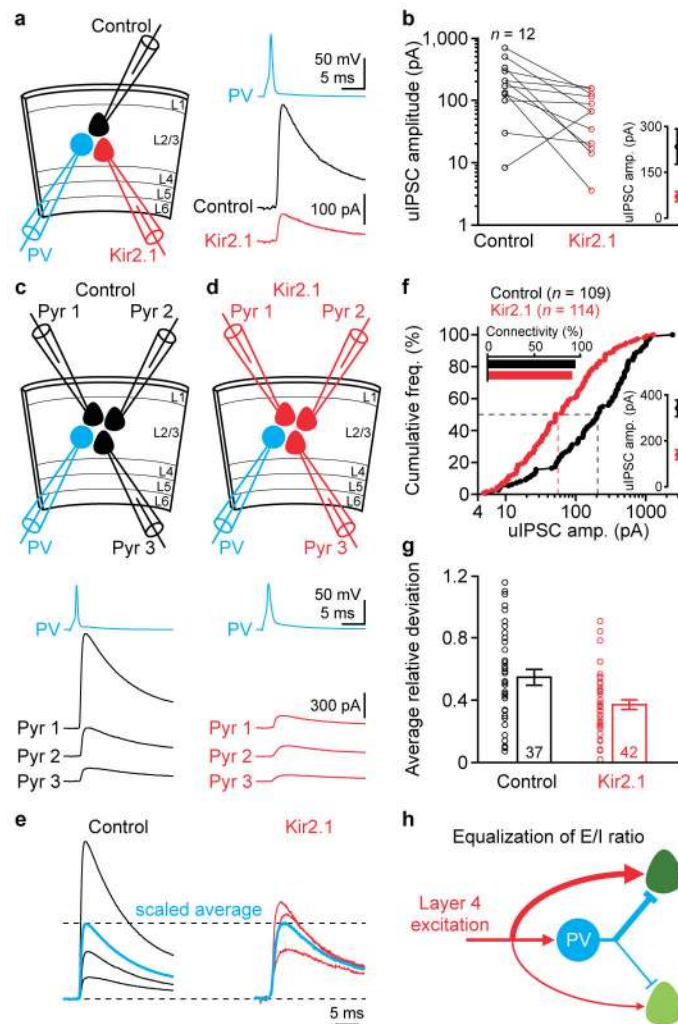 a
Control
L1
L2/3
L4
L5
L6
PV
Kir2.1
50 mV
5 ms
PV
Control
Kir2.1
100 pA
b
n = 12
uIPSC amplitude (pA)
1,000
100
10
1
Control
Kir2.1
uIPSC amp. (pA)
300
150
0
c
Control
Pyr 1
Pyr 2
L1
L2/3
L4
L5
L6
PV
Pyr 3
PV
Pyr 1
Pyr 2
Pyr 3
d
Kir2.1
Pyr 1
Pyr 2
L1
L2/3
L4
L5
L6
PV
Pyr 3
50 mV
5 ms
PV
300 pA
Pyr 1
Pyr 2
Pyr 3
e
Control
Kir2.1
scaled average
5 ms
f
Control (n = 109)
Kir2.1 (n = 114)
Connectivity (%)
0
50
100
Cumulative freq. (%)
100
80
60
40
20
0
4
10
100
1000
uIPSC amp. (pA)
uIPSC amp. (pA)
400
200
0
g
Average relative deviation
1.2
0.8
0.4
0
37
42
Control
Kir2.1
h
Equalization of E/I ratio
Layer 4
excitation
PV